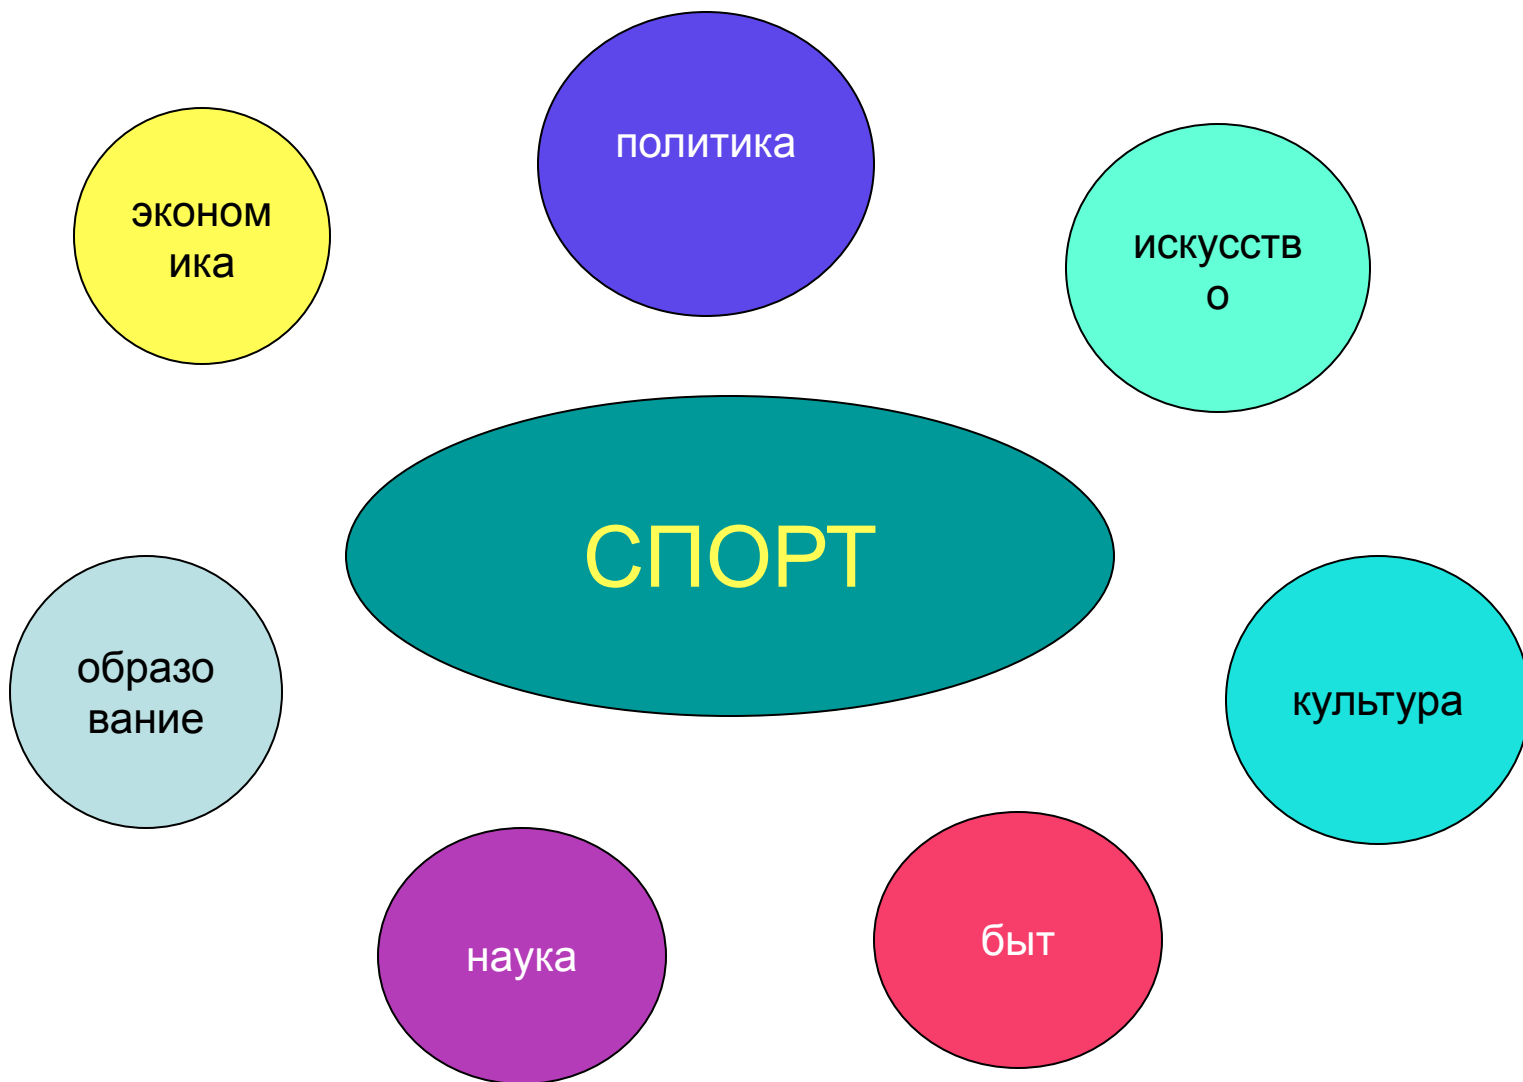 политика
эконом
ика
искусств
о
СПОРТ
образо
вание
культура
наука
быт